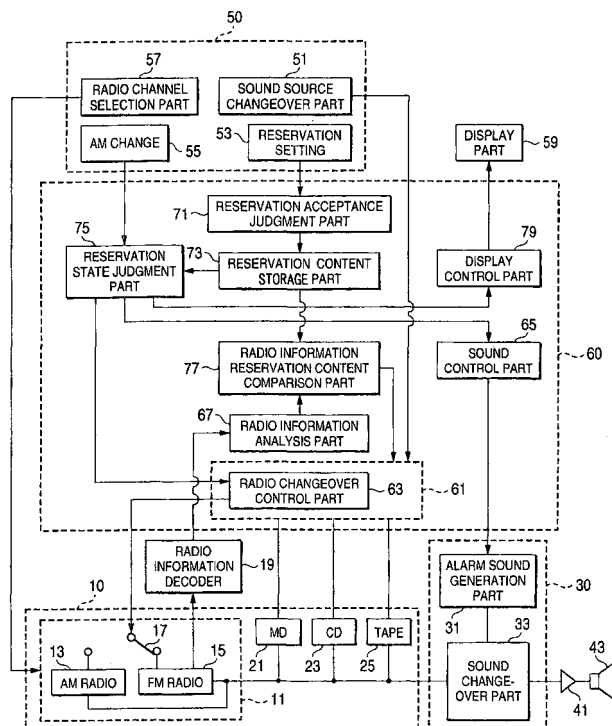 50
57
51
RADIO CHANNEL
SELECTION PART
SOUND SOURCE
CHANGEOVER PART
AM CHANGE
55
53
RESERVATION
SETTING
DISPLAY
PART
59
71
RESERVATION ACCEPTANCE
JUDGMENT PART
75
RESERVATION
STATE JUDGMENT
PART
73
RESERVATION CONTENT
STORAGE PART
79
DISPLAY
CONTROL PART
65
SOUND
CONTROL PART
60
77
RADIO INFORMATION
RESERVATION CONTENT
COMPARISON PART
67
RADIO INFORMATION
ANALYSIS PART
RADIO CHANGEOVER
CONTROL PART
63
61
RADIO
INFORMATION
DECODER
19
10
ALARM SOUND
GENERATION
PART
31
30
13
17
15
AM RADIO
FM RADIO
11
MD
21
CD
23
TAPE
25
33
SOUND
CHANGE-
OVER PART
41
43